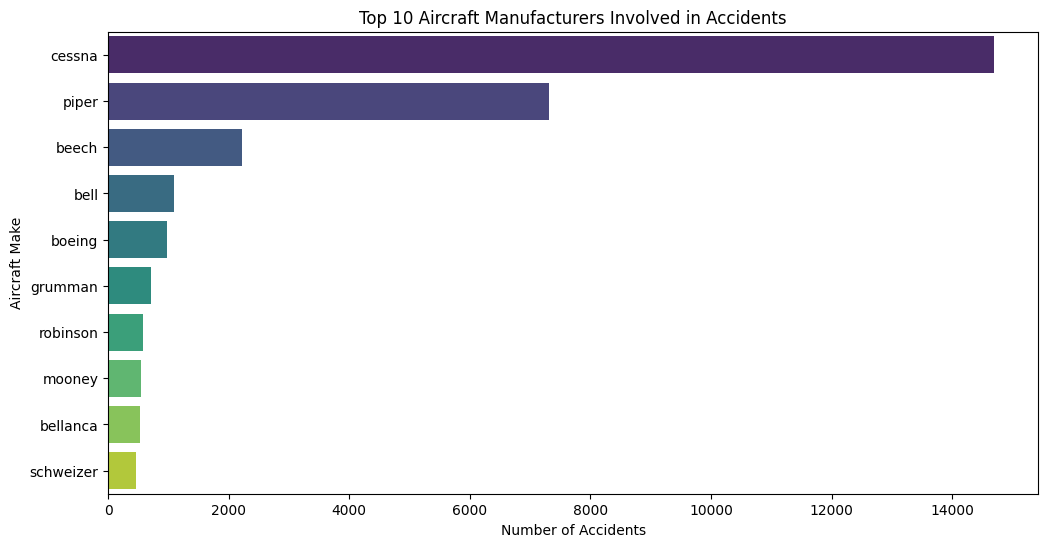 Top 10 Aircraft Manufacturers Involved in Accidents
Aircraft Make
cessna
piper
beech
bell
boeing
grumman
robinson
mooney
bellanca
schweizer
0 2000 4000 6000 8000 10000 12000 14000
Number of Accidents